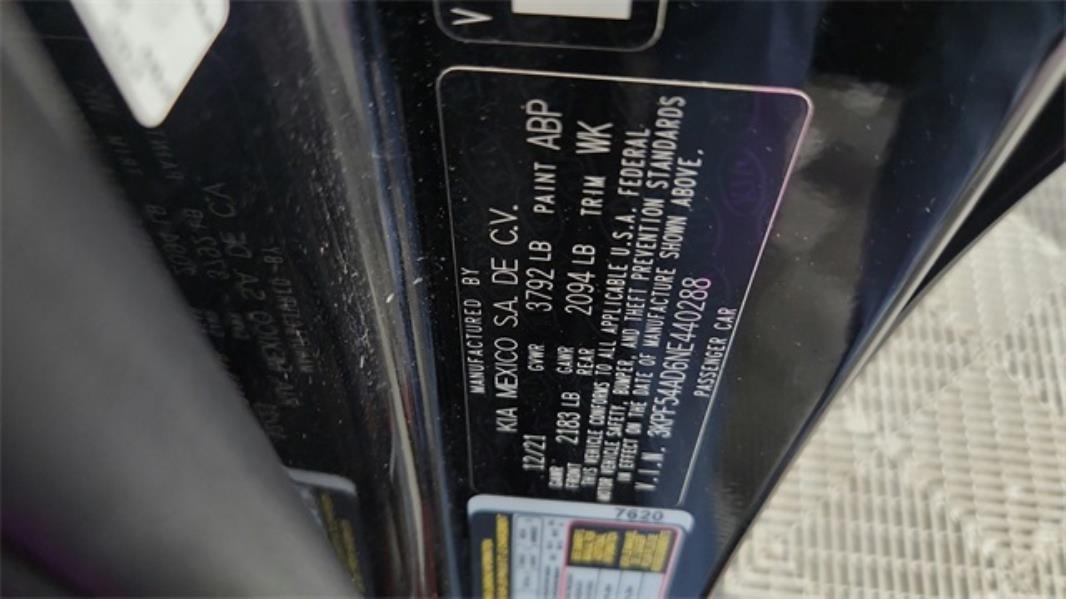 V
MANUFACTURED BY
KIA MEXICO S.A. DE C.V.
12/21 GVWR 3792 LB PAINT ABP
GAWR FRONT 2183 LB GAWR REAR 2094 LB TRIM WK
THIS VEHICLE CONFORMS TO ALL APPLICABLE U.S.A. FEDERAL
MOTOR VEHICLE SAFETY, BUMPER, AND THEFT PREVENTION STANDARDS
IN EFFECT ON THE DATE OF MANUFACTURE SHOWN ABOVE.
V.I.N. 3KPF54AD6NE440288
PASSENGER CAR
7620